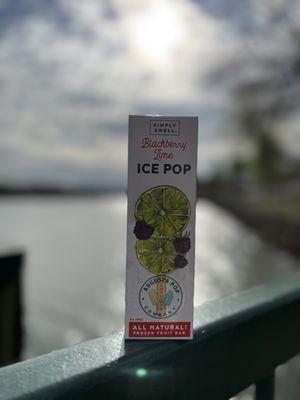 SIMPLY
SWELL.
Blackberry
Lime
ICE POP
AUGUSTA POP
COMPANY
ALL NATURAL!
FROZEN FRUIT BAR